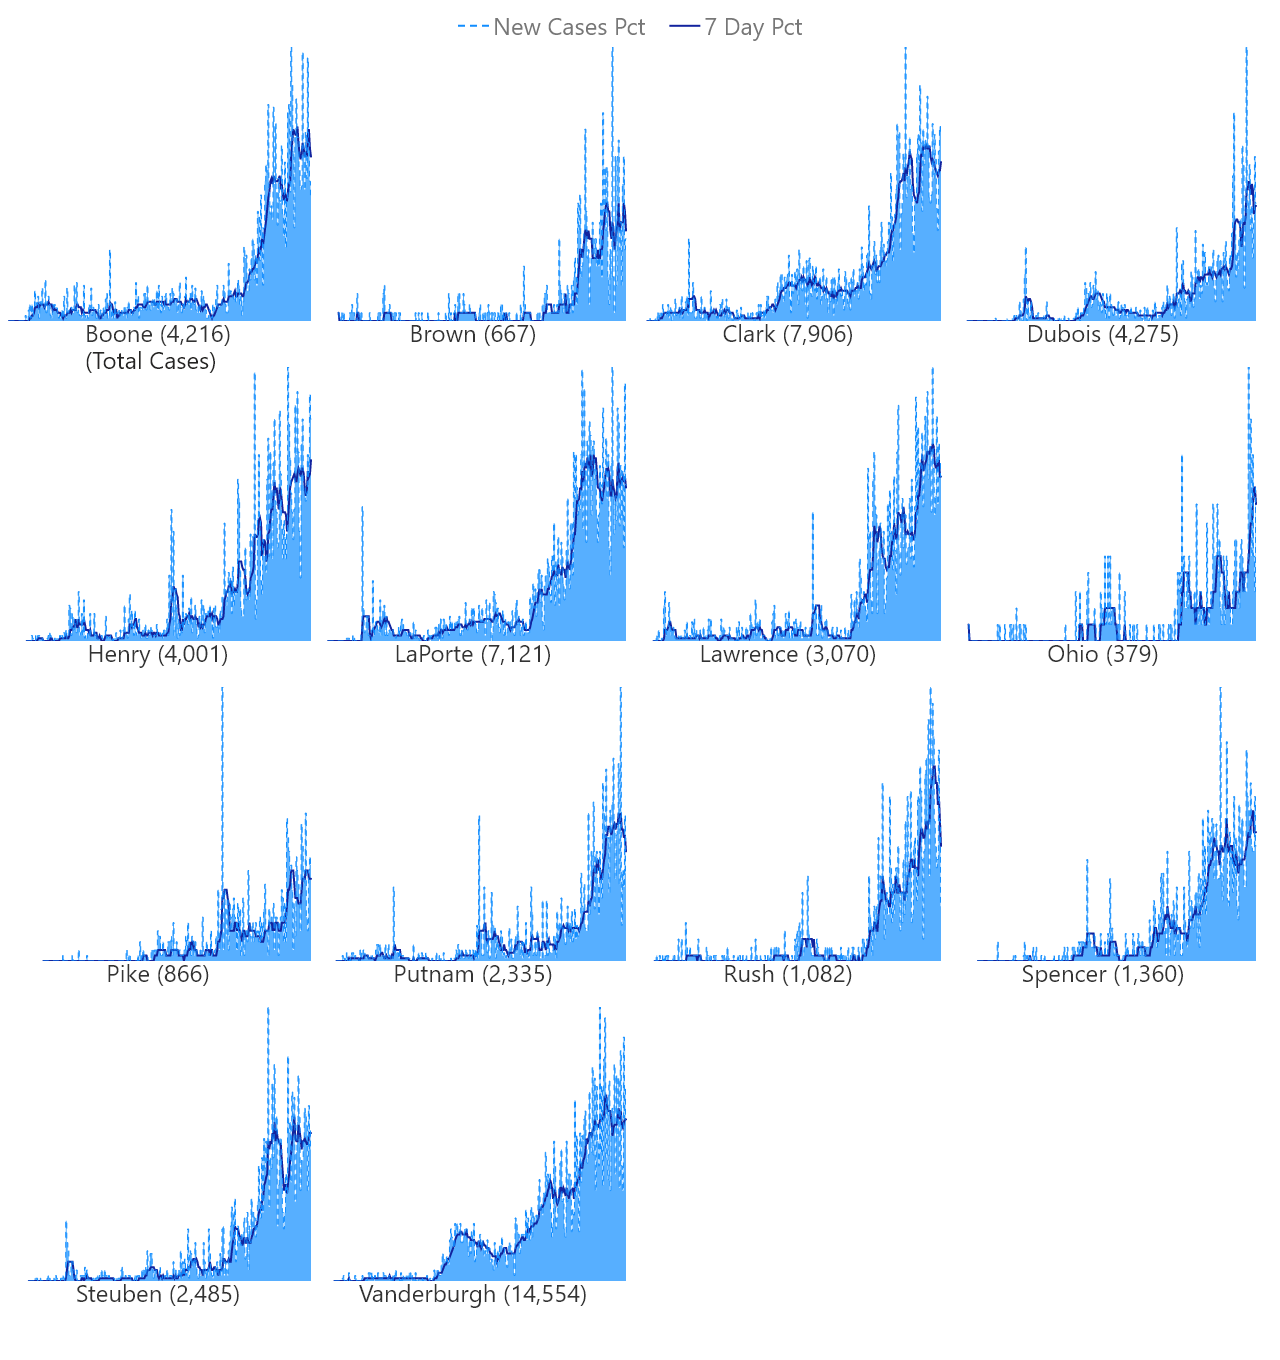 New Cases Pct 7 Day Pct
Boone (4,216) Brown (667) Clark (7,906) Dubois (4,275)
(Total Cases)
Henry (4,001) LaPorte (7,121) Lawrence (3,070) Ohio (379)
Pike (866) Putnam (2,335) Rush (1,082) Spencer (1,360)
Steuben (2,485) Vanderburgh (14,554)